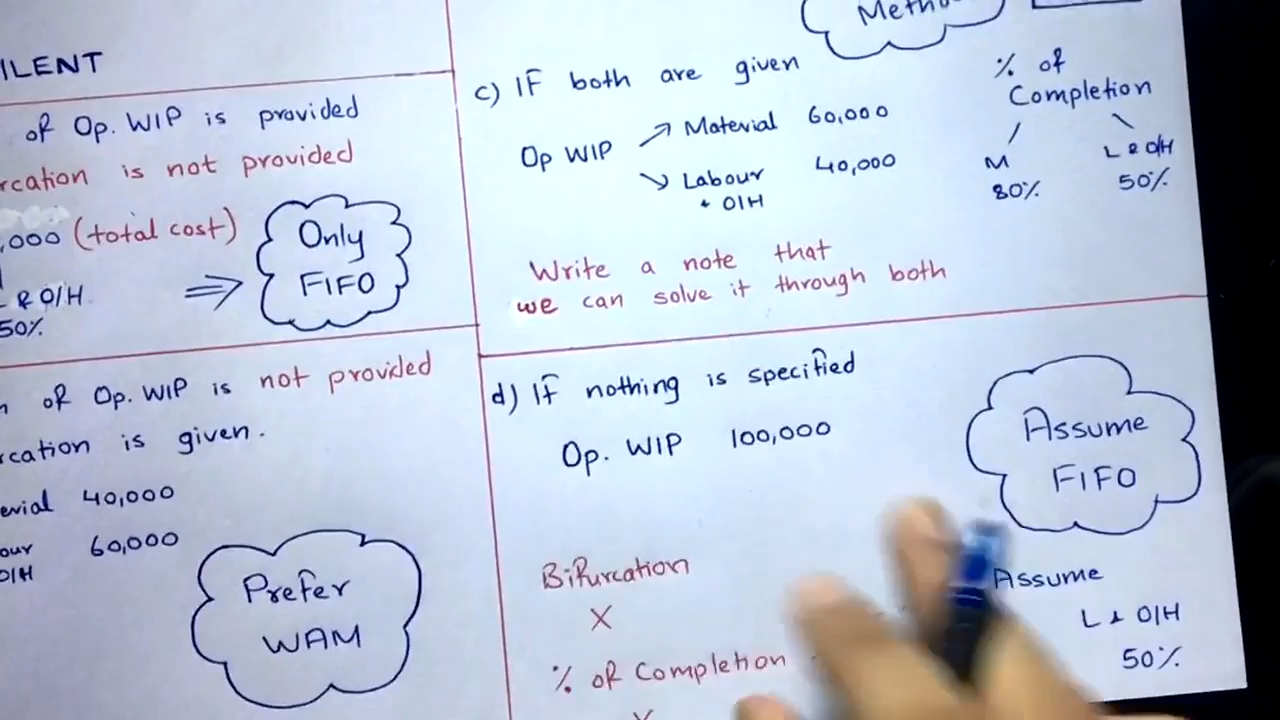 ILENT
of Op. WIP is provided
rcation is not provided
,000 (total cost)
L & O/H
50%
Only
FIFO
of Op. WIP is not provided
rcation is given.
erial 40,000
our 60,000
O/H
Prefer
WAM
c) IF both are given
Op WIP
Material 60,000
Labour 40,000
+ O/H
% of
Completion
M
80%
L & O/H
50%
Write a note that
we can solve it through both
d) IF nothing is specified
Op. WIP 100,000
Assume
FIFO
Bifurcation
X
% of Completion
Assume
L & O/H
50%